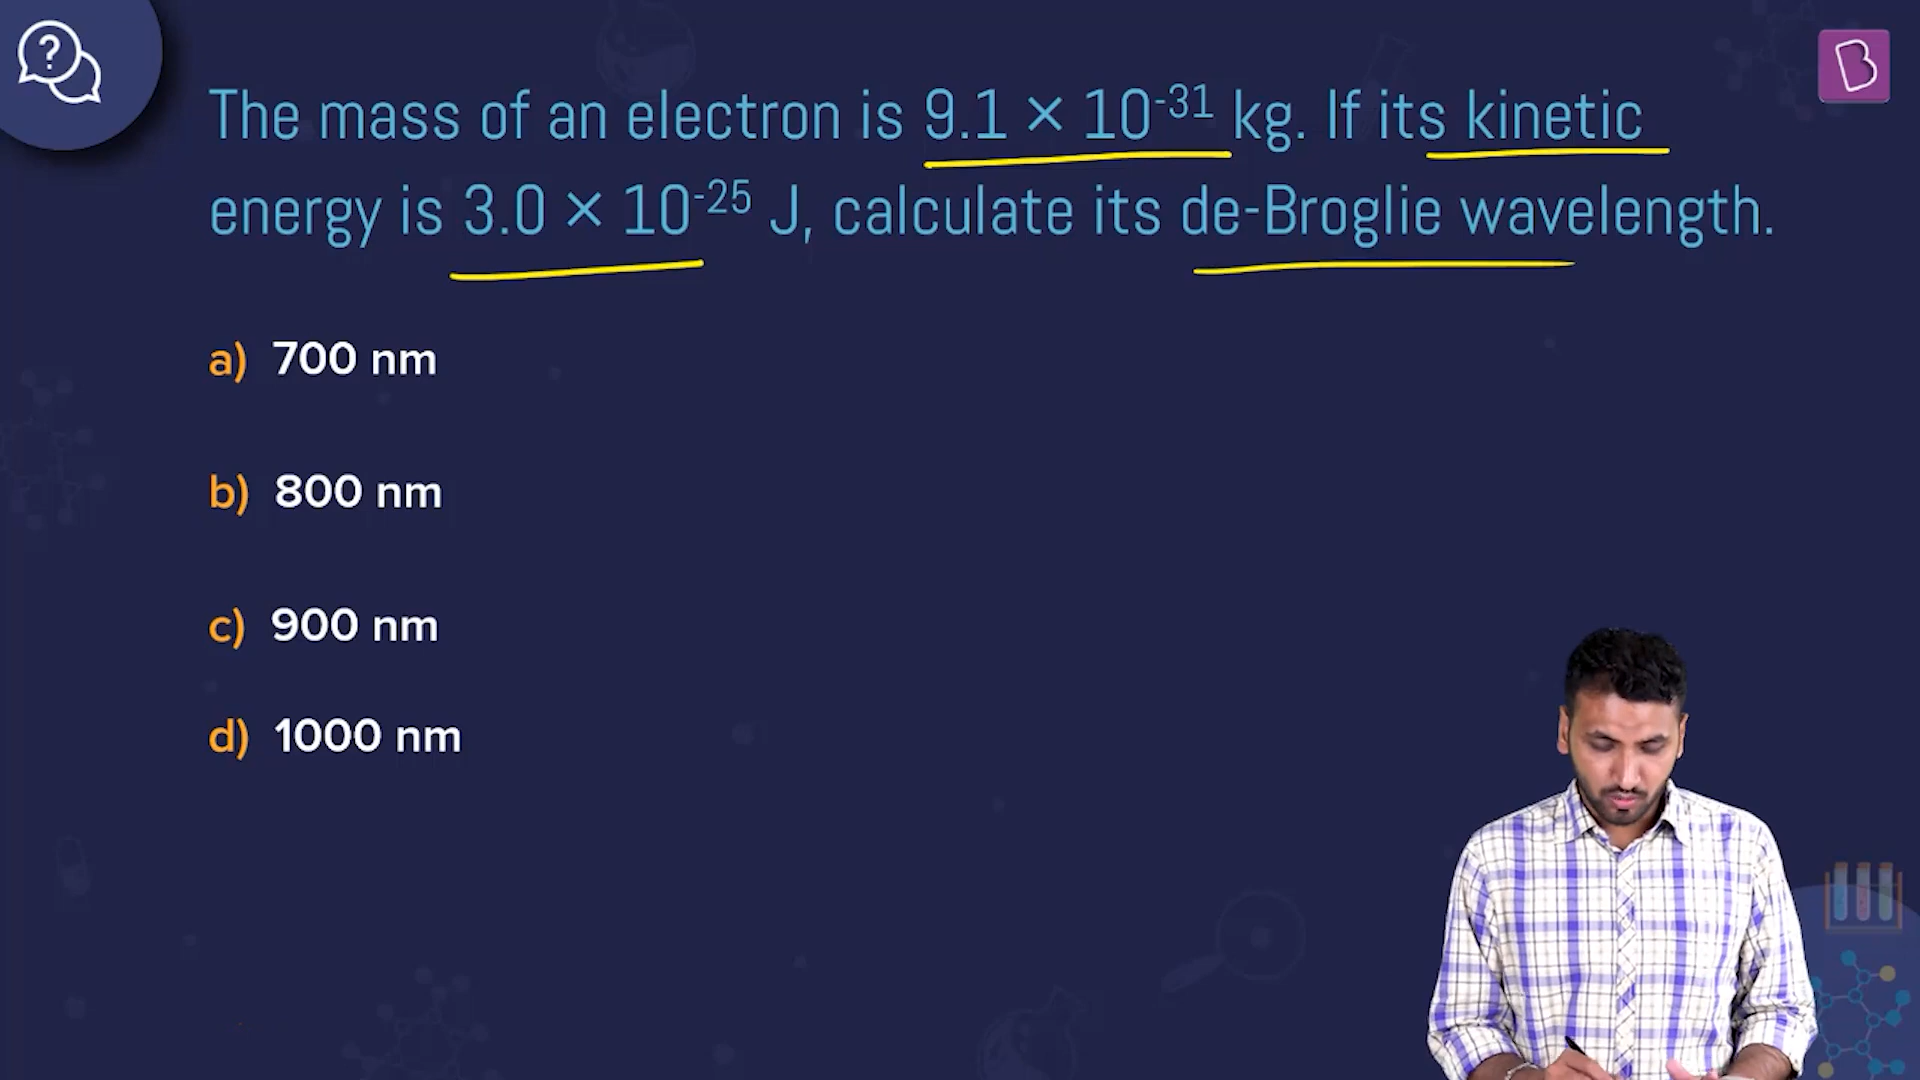 ?
B
The mass of an electron is 9.1 × 10⁻³¹ kg. If its kinetic
energy is 3.0 × 10⁻²⁵ J, calculate its de-Broglie wavelength.
a) 700 nm
b) 800 nm
c) 900 nm
d) 1000 nm